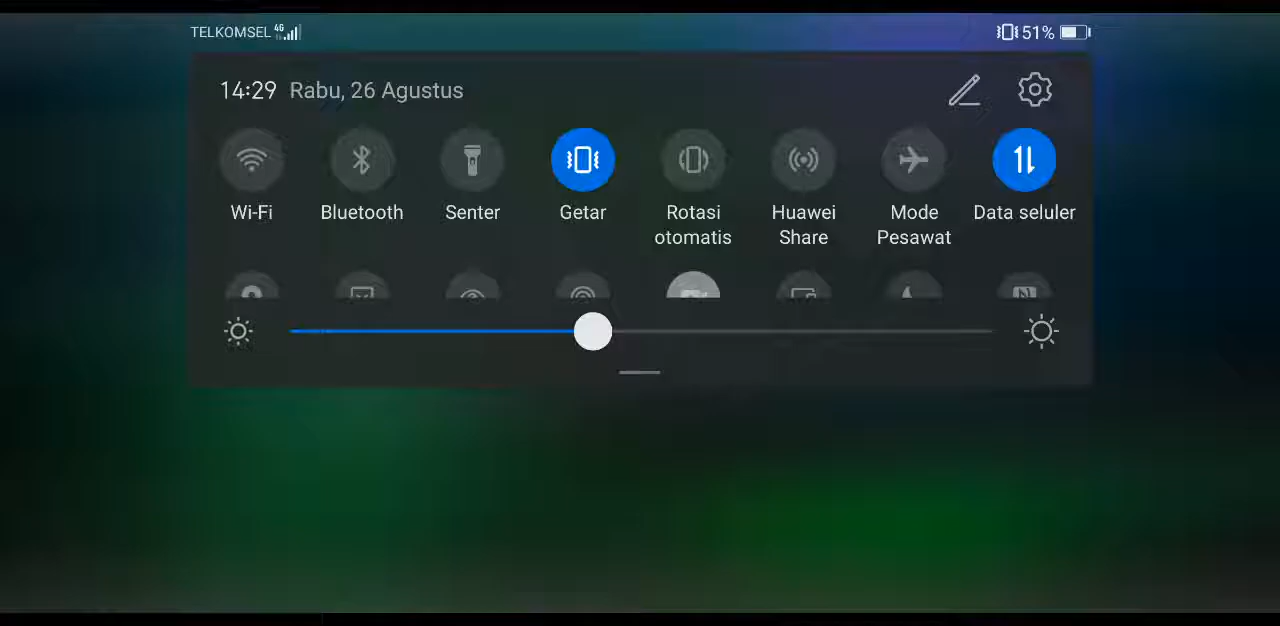 TELKOMSEL 4G
51%
14:29 Rabu, 26 Agustus
Wi-Fi
Bluetooth
Senter
Getar
Rotasi
otomatis
Huawei
Share
Mode
Pesawat
Data seluler